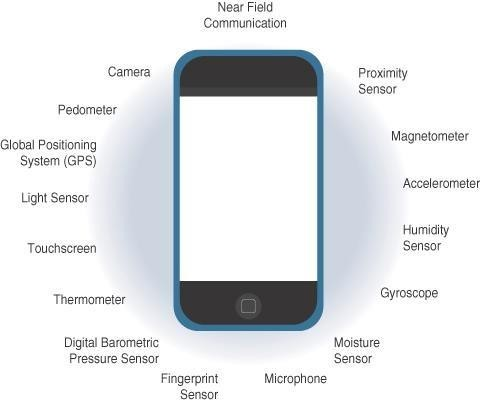 Near Field
Communication
Camera
Proximity
Sensor
Pedometer
Magnetometer
Global Positioning
System (GPS)
Accelerometer
Light Sensor
Humidity
Sensor
Touchscreen
Gyroscope
Thermometer
Digital Barometric
Pressure Sensor
Moisture
Sensor
Fingerprint
Sensor
Microphone